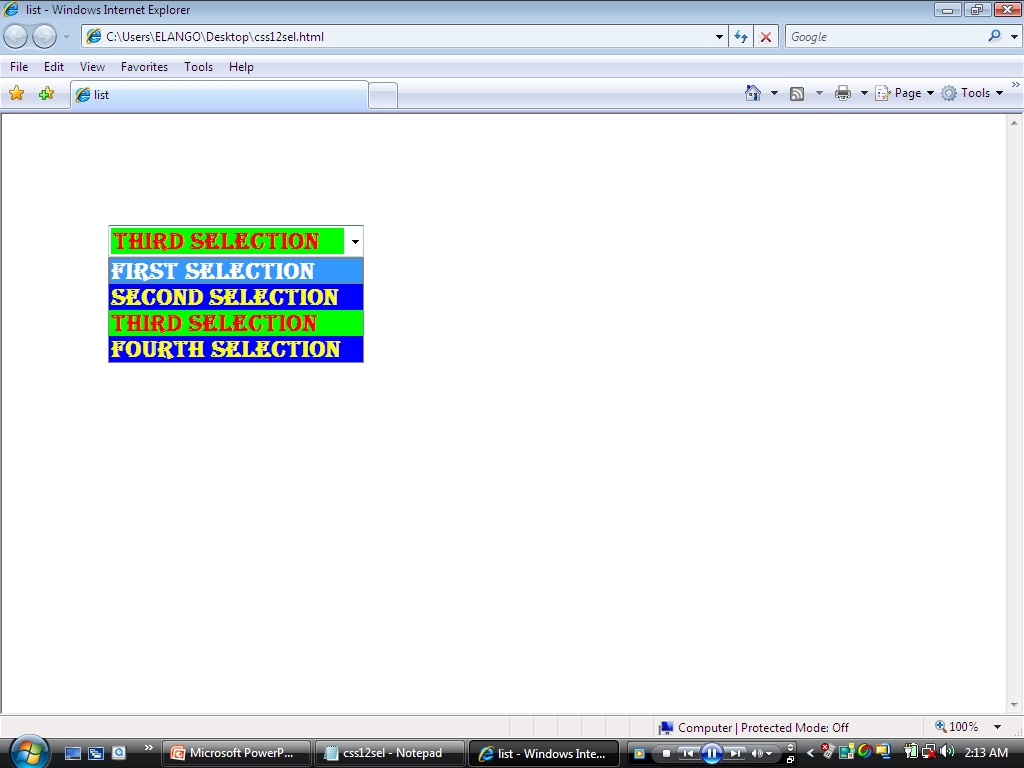 list - Windows Internet Explorer
C:\Users\ELANGO\Desktop\css12sel.html
Google
File Edit View Favorites Tools Help
list
Page Tools
THIRD SELECTION
FIRST SELECTION
SECOND SELECTION
THIRD SELECTION
FOURTH SELECTION
Computer | Protected Mode: Off
100%
Microsoft PowerP...
css12sel - Notepad
list - Windows Inte...
2:13 AM